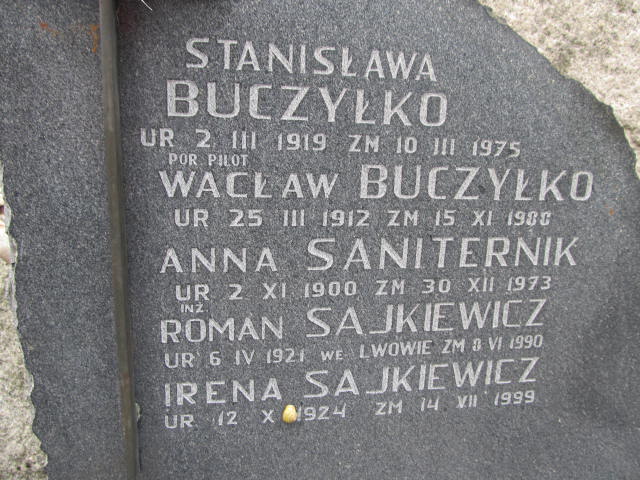 STANISŁAWA
BUCZYŁKO
UR 2 III 1919 ZM 10 III 1975
POR PILOT
WACŁAW BUCZYŁKO
UR 25 III 1912 ZM 15 XI 1988
ANNA SANITERNIK
UR 2 XI 1900 ZM 30 XII 1973
INŻ
ROMAN SAJKIEWICZ
UR 6 IV 1921 WE LWOWIE ZM 8 VI 1990
IRENA SAJKIEWICZ
UR 12 X 1924 ZM 14 VII 1999